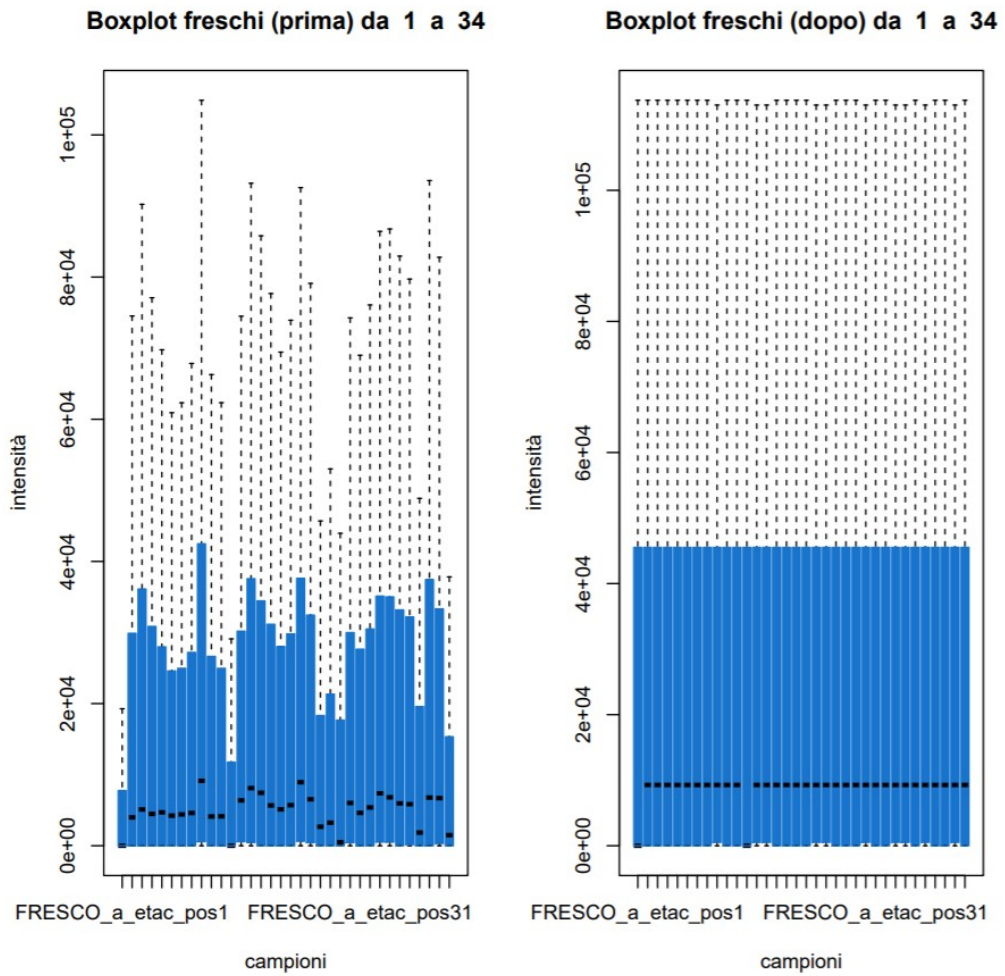 Boxplot freschi (prima) da 1 a 34
1e+05
8e+04
6e+04
4e+04
2e+04
0e+00
intensità
FRESCO_a_etac_pos1
FRESCO_a_etac_pos31
campioni
Boxplot freschi (dopo) da 1 a 34
1e+05
8e+04
6e+04
4e+04
2e+04
0e+00
intensità
FRESCO_a_etac_pos1
FRESCO_a_etac_pos31
campioni